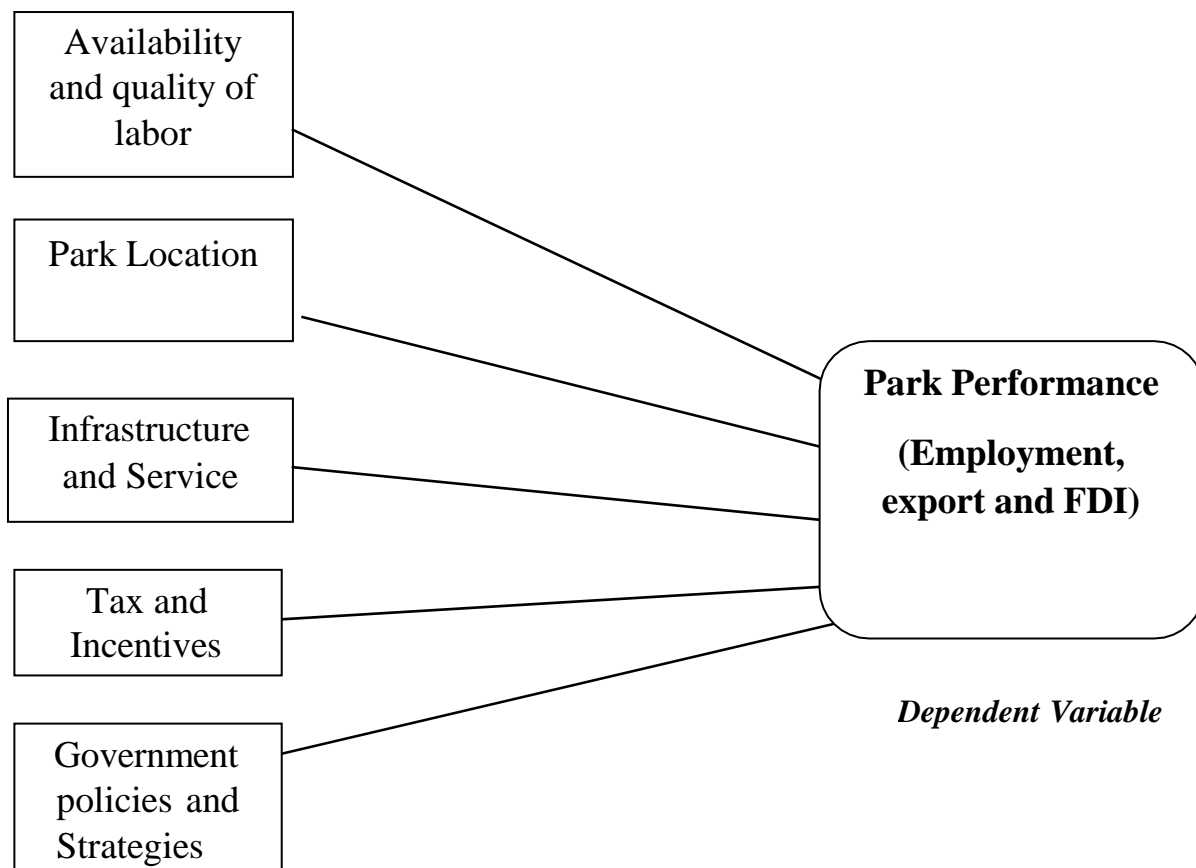 Availability
and quality of
labor
Park Location
Infrastructure
and Service
Tax and
Incentives
Government
policies and
Strategies
Park Performance
(Employment,
export and FDI)
Dependent Variable